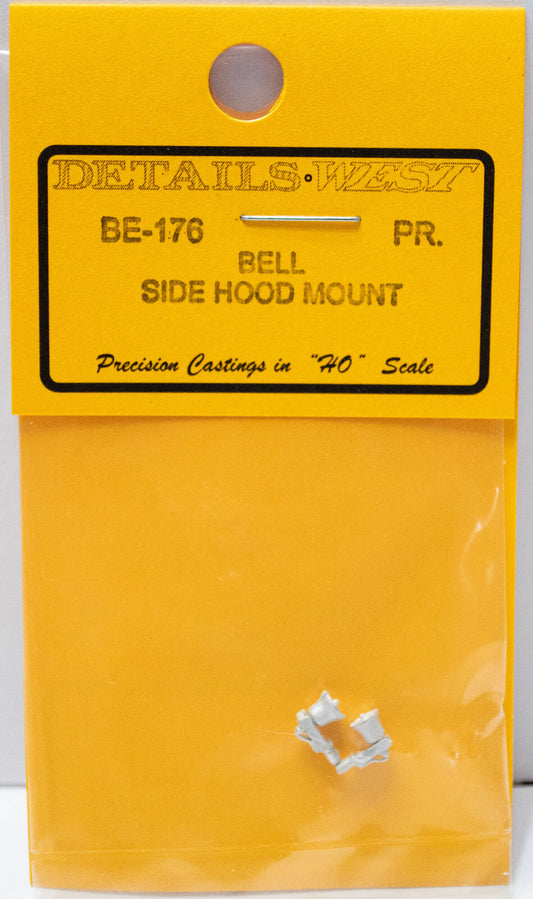 DETAILS WEST
BE-176 PR.
BELL
SIDE HOOD MOUNT
Precision Castings in "HO" Scale